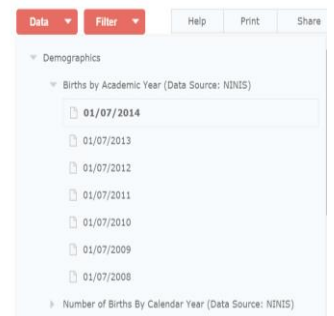 Data Filter Help Print Share
Demographics
Births by Academic Year (Data Source: NINIS)
01/07/2014
01/07/2013
01/07/2012
01/07/2011
01/07/2010
01/07/2009
01/07/2008
Number of Births By Calendar Year (Data Source: NINIS)